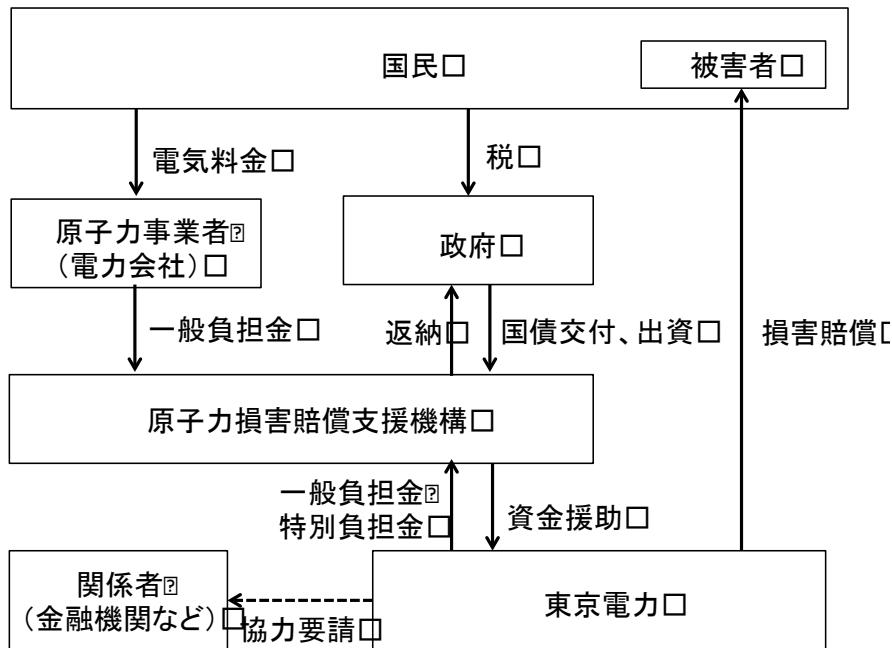 国民
被害者
電気料金
税
原子力事業者
(電力会社)
政府
一般負担金
返納
国債交付、出資
損害賠償
原子力損害賠償支援機構
一般負担金
特別負担金
資金援助
関係者
(金融機関など)
協力要請
東京電力